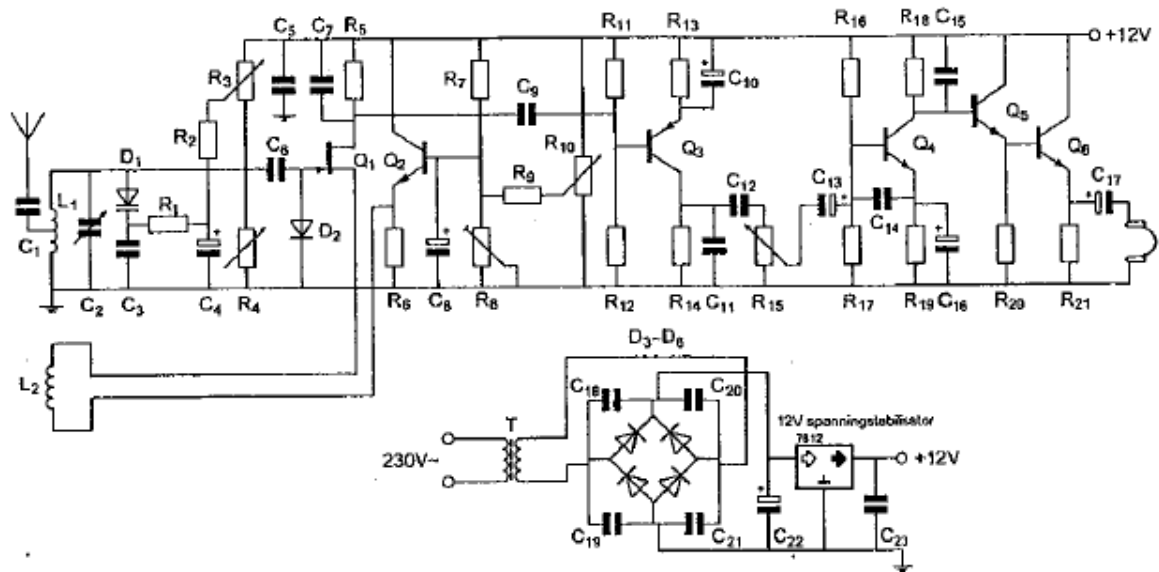 R11 R13 R16 R18 C15
C5 C7 R5 +12V
R3 R7 C9 C10
R2 C6 Q1 Q2 R10 Q3 Q4 Q5 Q6
D1 R9 C12 C13 C17
L1 R1 D2 C14
C1
C2 C3 C4 R4 R6 C8 R8 R12 R14 C11 R15 R17 R19 C16 R20 R21
D3~D6
L2 C18 C20
T 12V spanningstabilisator
7812
230V~ +12V
C19 C21 C22 C23